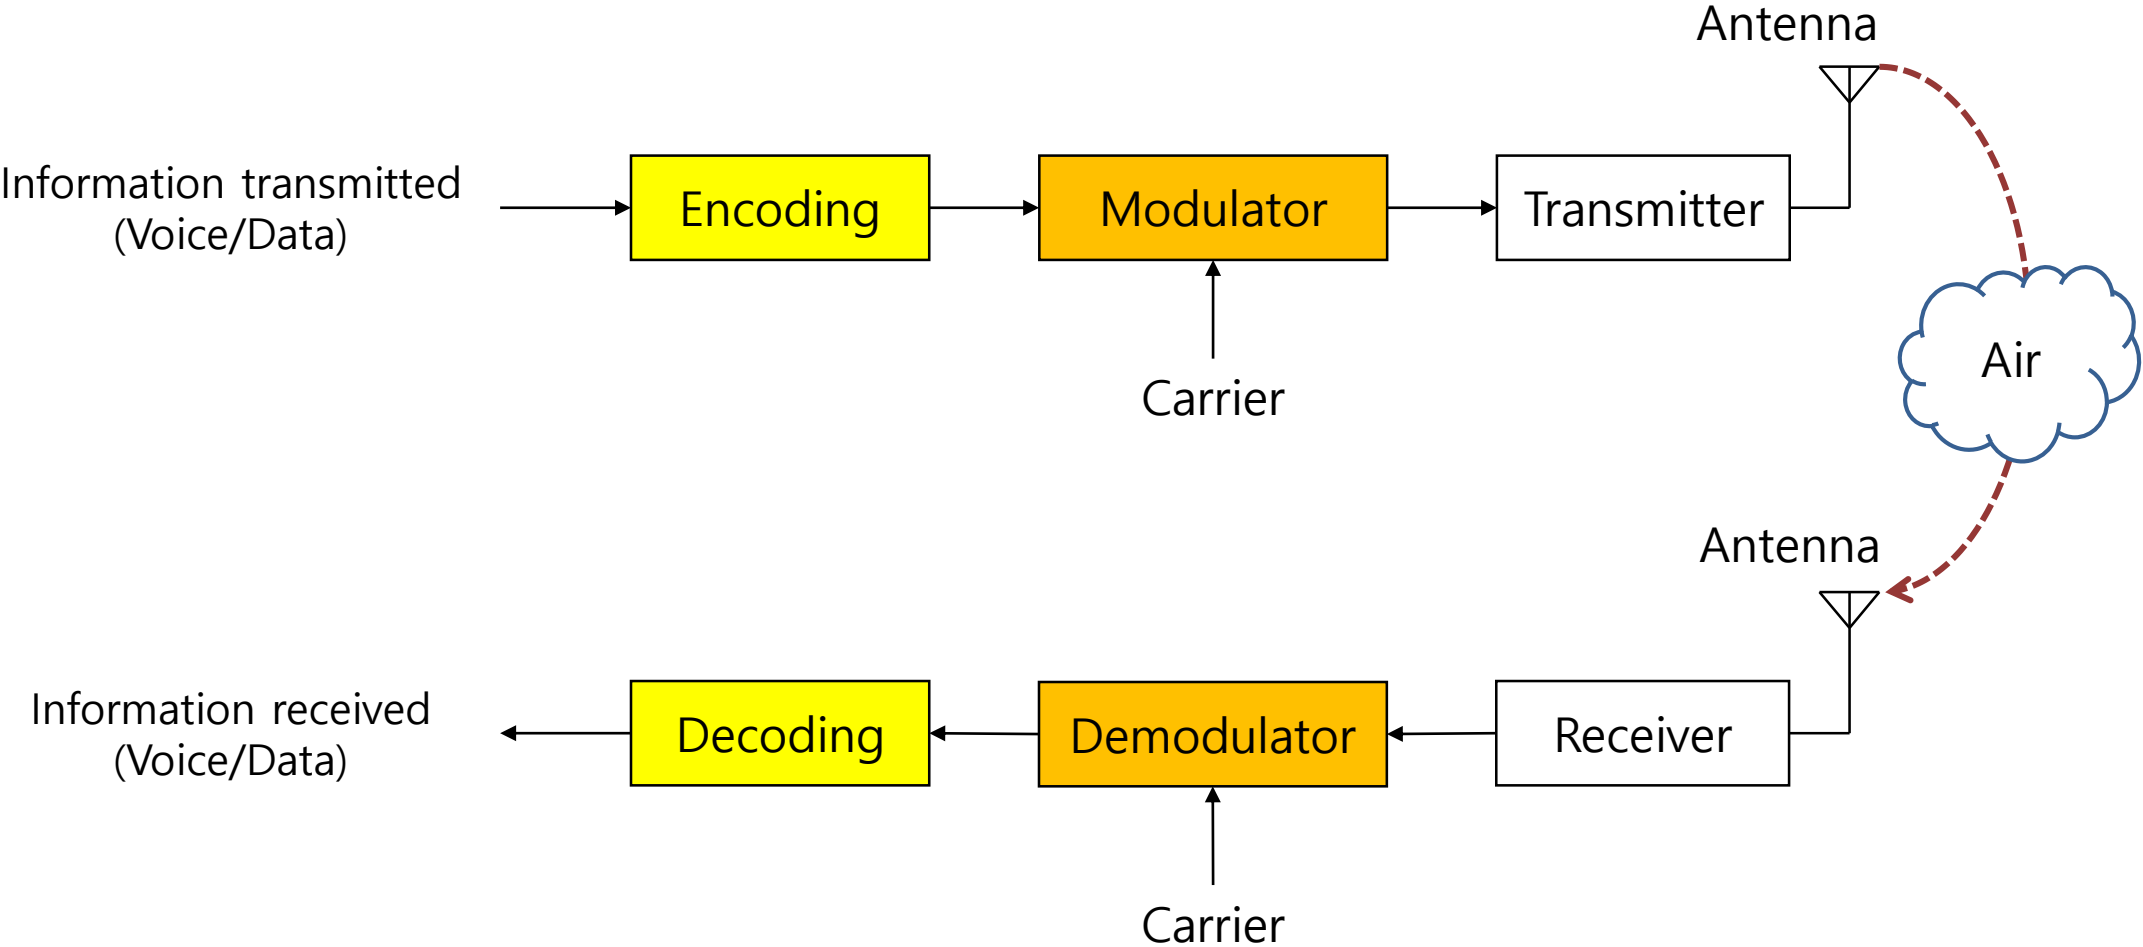 Antenna
Information transmitted
(Voice/Data)
Encoding
Modulator
Transmitter
Carrier
Air
Antenna
Information received
(Voice/Data)
Decoding
Demodulator
Receiver
Carrier